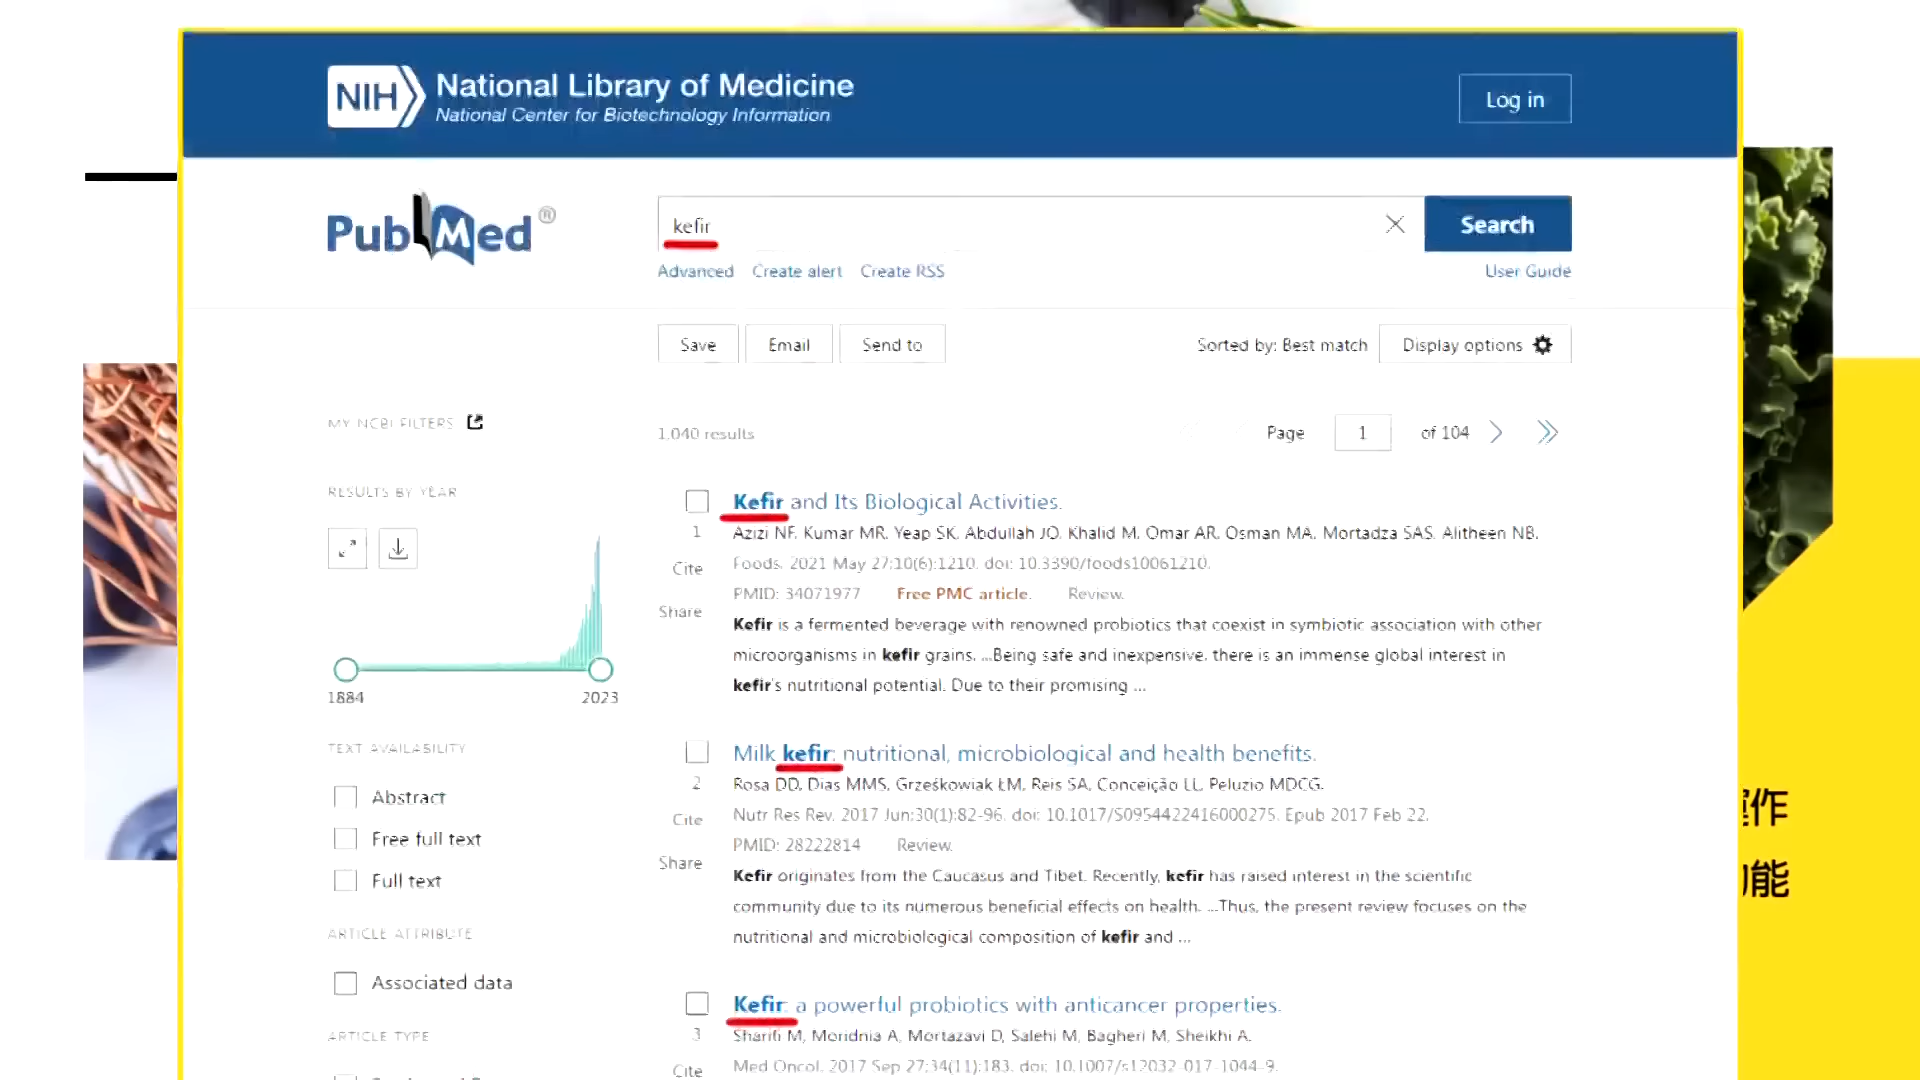 NIH National Library of Medicine
National Center for Biotechnology Information
Log in
PubMed®
kefir
Search
Advanced Create alert Create RSS
User Guide
Save Email Send to
Sorted by: Best match
Display options
MY NCBI FILTERS
1,040 results
Page 1 of 104
RESULTS BY YEAR
1884 2023
TEXT AVAILABILITY
Abstract
Free full text
Full text
ARTICLE ATTRIBUTE
Associated data
ARTICLE TYPE
Kefir and Its Biological Activities.
1
Azizi NF, Kumar MR, Yeap SK, Abdullah JO, Khalid M, Omar AR, Osman MA, Mortadza SAS, Alitheen NB.
Cite
Foods. 2021 May 27;10(6):1210. doi: 10.3390/foods10061210.
PMID: 34071977 Free PMC article. Review.
Share
Kefir is a fermented beverage with renowned probiotics that coexist in symbiotic association with other
microorganisms in kefir grains. ...Being safe and inexpensive, there is an immense global interest in
kefir's nutritional potential. Due to their promising ...
Milk kefir: nutritional, microbiological and health benefits.
2
Rosa DD, Dias MMS, Grześkowiak ŁM, Reis SA, Conceição LL, Peluzio MDCG.
Cite
Nutr Res Rev. 2017 Jun;30(1):82-96. doi: 10.1017/S0954422416000275. Epub 2017 Feb 22.
PMID: 28222814 Review.
Share
Kefir originates from the Caucasus and Tibet. Recently, kefir has raised interest in the scientific
community due to its numerous beneficial effects on health. ...Thus, the present review focuses on the
nutritional and microbiological composition of kefir and ...
Kefir: a powerful probiotics with anticancer properties.
3
Sharifi M, Moridnia A, Mortazavi D, Salehi M, Bagheri M, Sheikhi A.
Cite
Med Oncol. 2017 Sep 27;34(11):183. doi: 10.1007/s12032-017-1044-9.
作
能